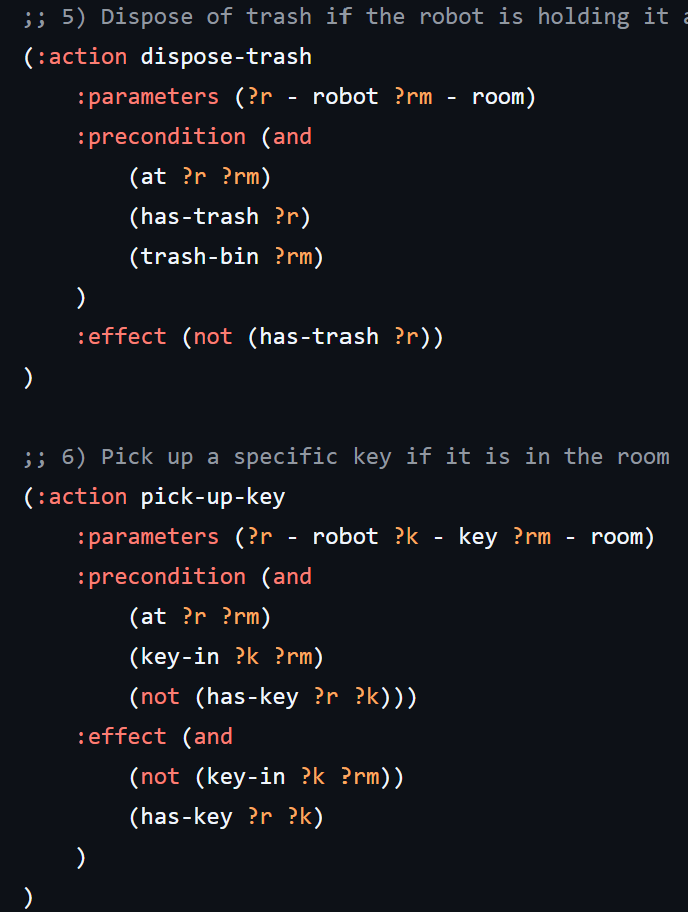 ;; 5) Dispose of trash if the robot is holding it
(:action dispose-trash
    :parameters (?r - robot ?rm - room)
    :precondition (and
        (at ?r ?rm)
        (has-trash ?r)
        (trash-bin ?rm)
    )
    :effect (not (has-trash ?r))
)
;; 6) Pick up a specific key if it is in the room
(:action pick-up-key
    :parameters (?r - robot ?k - key ?rm - room)
    :precondition (and
        (at ?r ?rm)
        (key-in ?k ?rm)
        (not (has-key ?r ?k)))
    :effect (and
        (not (key-in ?k ?rm))
        (has-key ?r ?k)
    )
)